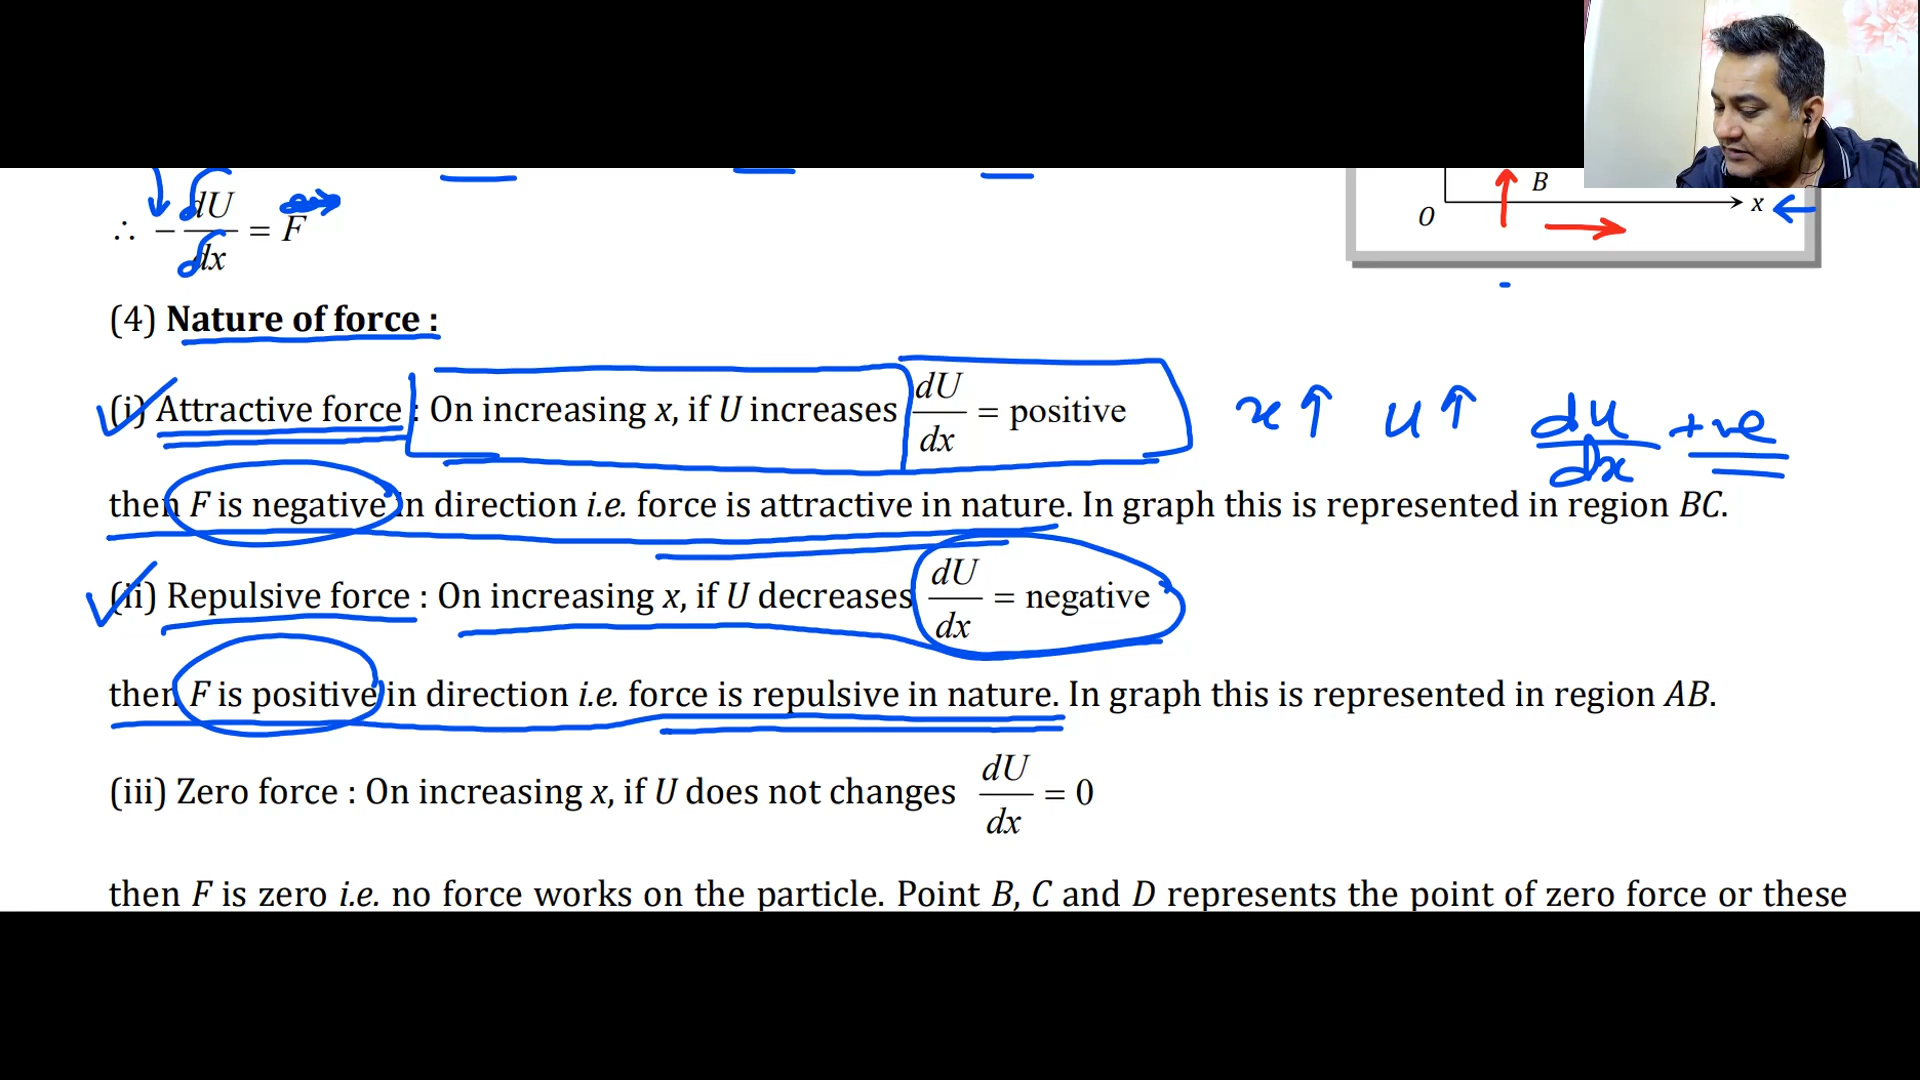 B
O x
∴ − dU/dx = F
(4) Nature of force :
(i) Attractive force : On increasing x, if U increases dU/dx = positive x↑ u↑ du/dx +ve
then F is negative in direction i.e. force is attractive in nature. In graph this is represented in region BC.
(ii) Repulsive force : On increasing x, if U decreases dU/dx = negative
then F is positive in direction i.e. force is repulsive in nature. In graph this is represented in region AB.
(iii) Zero force : On increasing x, if U does not changes dU/dx = 0
then F is zero i.e. no force works on the particle. Point B, C and D represents the point of zero force or these